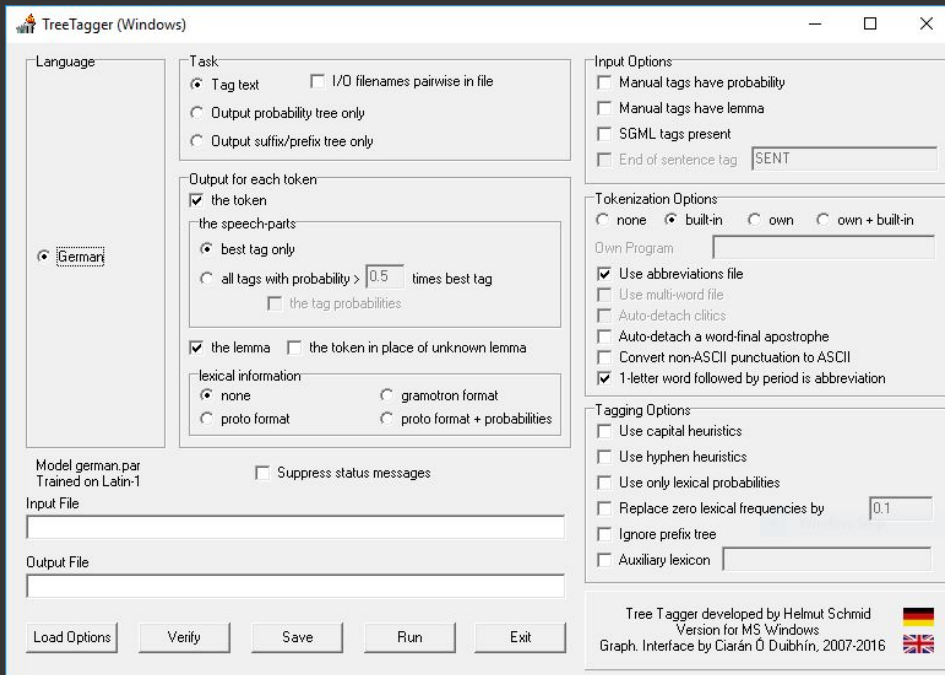 TreeTagger (Windows)
Language
German
Task
Tag text
I/O filenames pairwise in file
Output probability tree only
Output suffix/prefix tree only
Output for each token
the token
the speech-parts
best tag only
all tags with probability > 0.5 times best tag
the tag probabilities
the lemma
the token in place of unknown lemma
lexical information
none
gramotron format
proto format
proto format + probabilities
Model german.par
Trained on Latin-1
Suppress status messages
Input File
Output File
Load Options
Verify
Save
Run
Exit
Input Options
Manual tags have probability
Manual tags have lemma
SGML tags present
End of sentence tag SENT
Tokenization Options
none built-in own own + built-in
Own Program
Use abbreviations file
Use multi-word file
Auto-detach clitics
Auto-detach a word-final apostrophe
Convert non-ASCII punctuation to ASCII
1-letter word followed by period is abbreviation
Tagging Options
Use capital heuristics
Use hyphen heuristics
Use only lexical probabilities
Replace zero lexical frequencies by 0.1
Ignore prefix tree
Auxiliary lexicon
Tree Tagger developed by Helmut Schmid
Version for MS Windows
Graph. Interface by Ciarán Ó Duibhín, 2007-2016